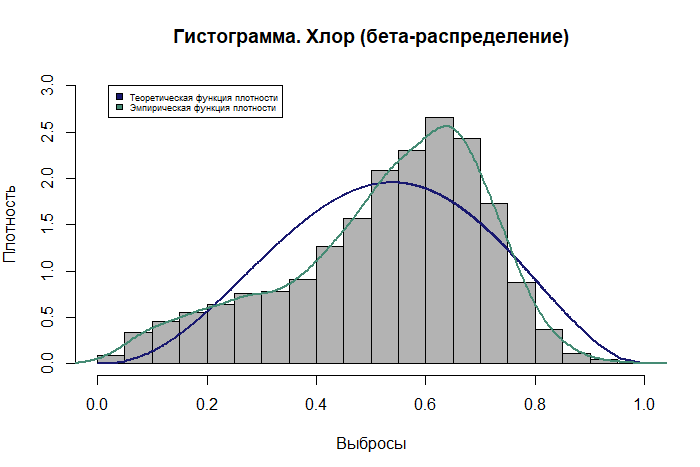 Гистограмма. Хлор (бета-распределение)
Теоретическая функция плотности
Эмпирическая функция плотности
Плотность
3.0
2.5
2.0
1.5
1.0
0.5
0.0
0.0 0.2 0.4 0.6 0.8 1.0
Выбросы